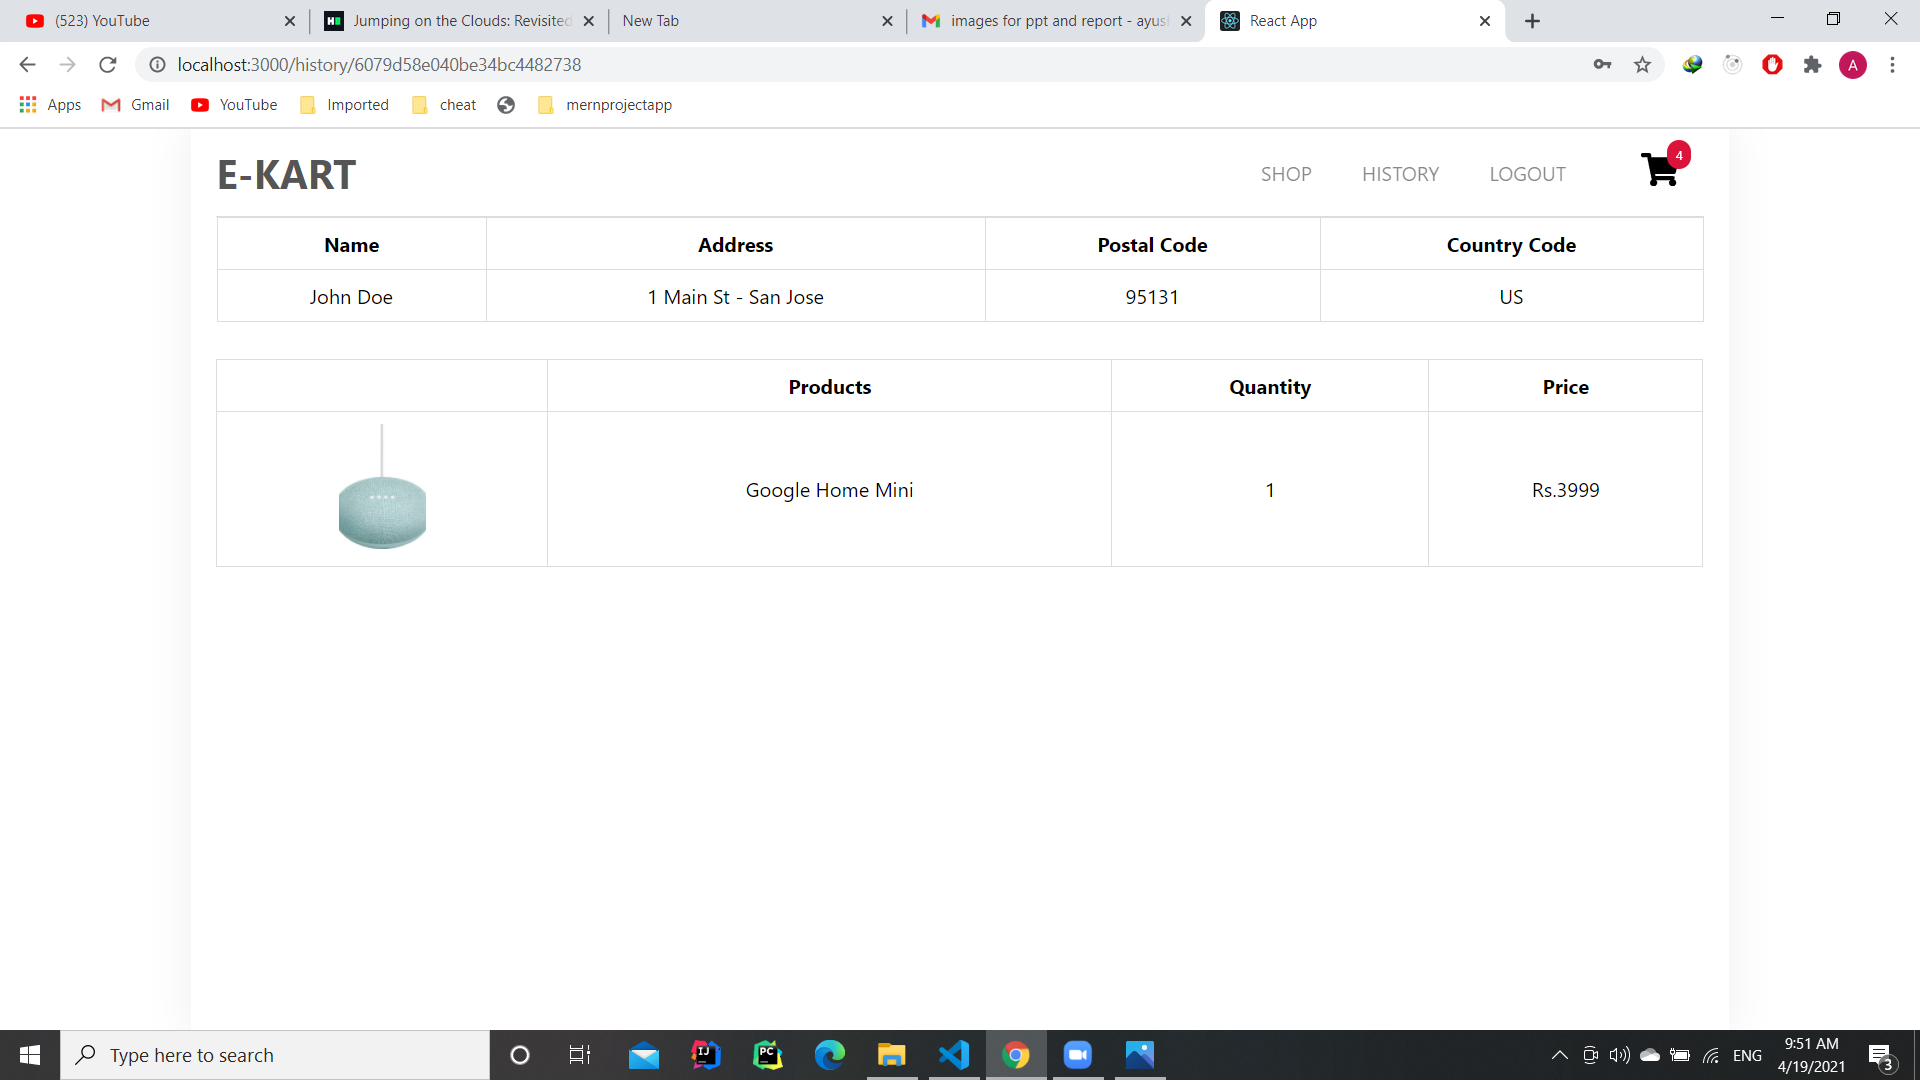 (523) YouTube
Jumping on the Clouds: Revisited
New Tab
images for ppt and report - ayus
React App
localhost:3000/history/6079d58e040be34bc4482738
A
Apps
Gmail
YouTube
Imported
cheat
mernprojectapp
E-KART
SHOP
HISTORY
LOGOUT
4
Name Address Postal Code Country Code
John Doe 1 Main St - San Jose 95131 US
Products Quantity Price
Google Home Mini 1 Rs.3999
Type here to search
IJ
PC
ENG
9:51 AM
4/19/2021
3